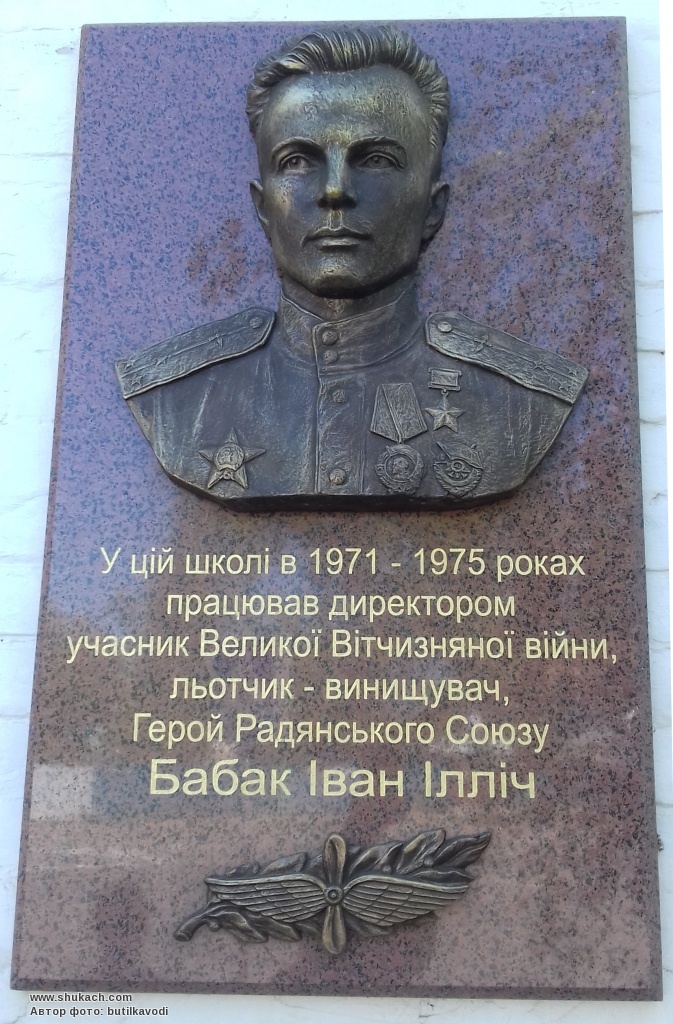 У цій школі в 1971 - 1975 роках
працював директором
учасник Великої Вітчизняної війни,
льотчик - винищувач,
Герой Радянського Союзу
Бабак Іван Ілліч
www.shukach.com
Автор фото: butilkavodi